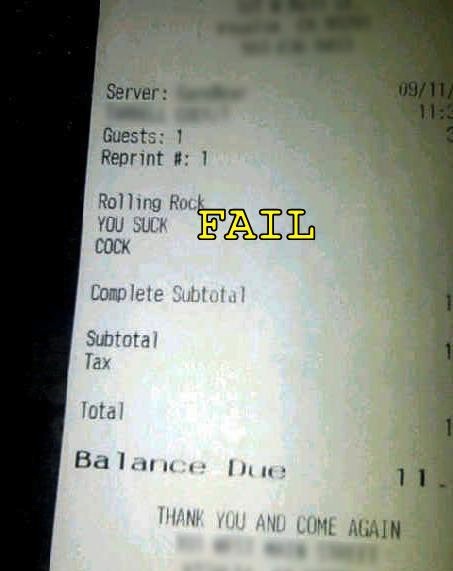 Server:
09/11/
11:3
Guests: 1
Reprint #: 1
Rolling Rock
YOU SUCK
COCK
FAIL
Complete Subtotal
Subtotal
Tax
Total
Balance Due 11.
THANK YOU AND COME AGAIN